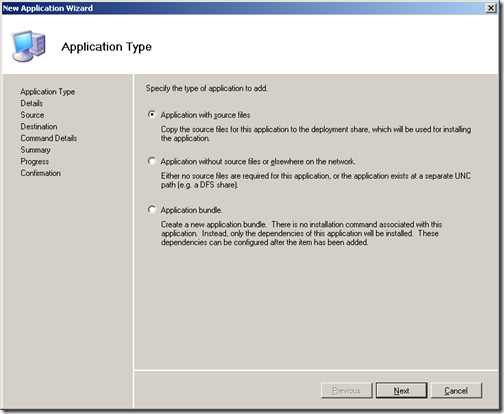 New Application Wizard
Application Type
Application Type
Details
Source
Destination
Command Details
Summary
Progress
Confirmation
Specify the type of application to add.
Application with source files
Copy the source files for this application to the deployment share, which will be used for installing
the application.
Application without source files or elsewhere on the network.
Either no source files are required for this application, or the application exists at a separate UNC
path (e.g. a DFS share).
Application bundle.
Create a new application bundle.  There is no installation command associated with this
application.  Instead, only the dependencies of this application will be installed.  These
dependencies can be configured after the item has been added.
Previous
Next
Cancel